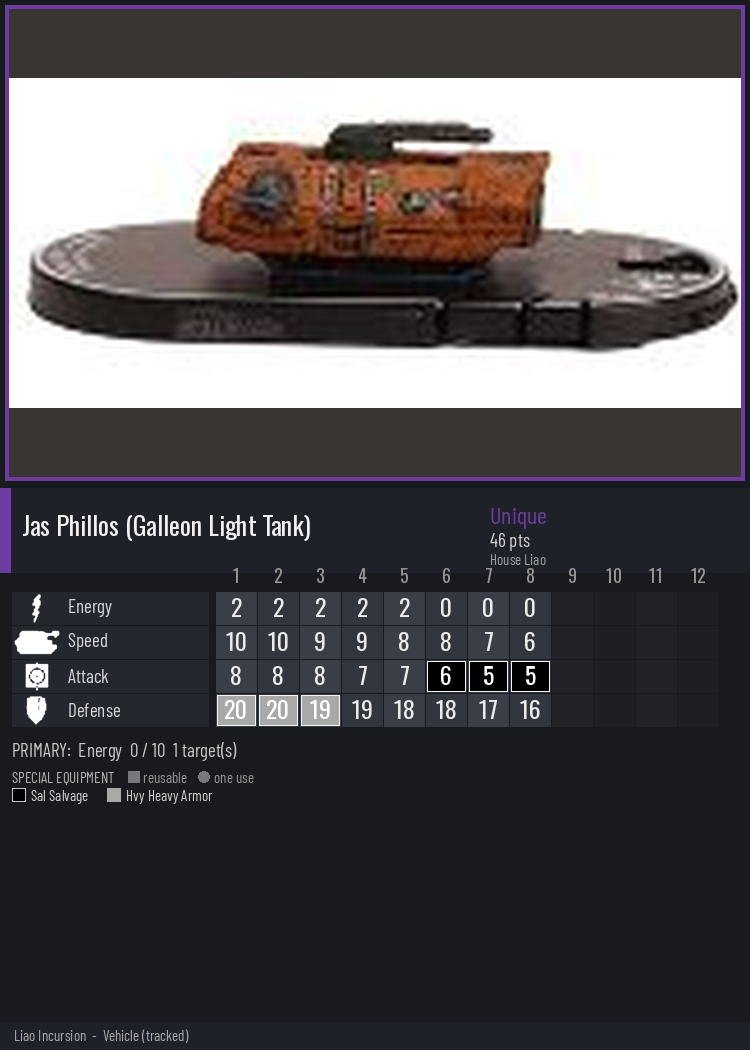 Jas Phillos (Galleon Light Tank)
Unique
46 pts
House Liao
1 2 3 4 5 6 7 8 9 10 11 12
Energy 2 2 2 2 2 0 0 0
Speed 10 10 9 9 8 8 7 6
Attack 8 8 8 7 7 6 5 5
Defense 20 20 19 19 18 18 17 16
PRIMARY: Energy 0 / 10 1 target(s)
SPECIAL EQUIPMENT reusable one use
Sal Salvage Hvy Heavy Armor
Liao Incursion - Vehicle (tracked)